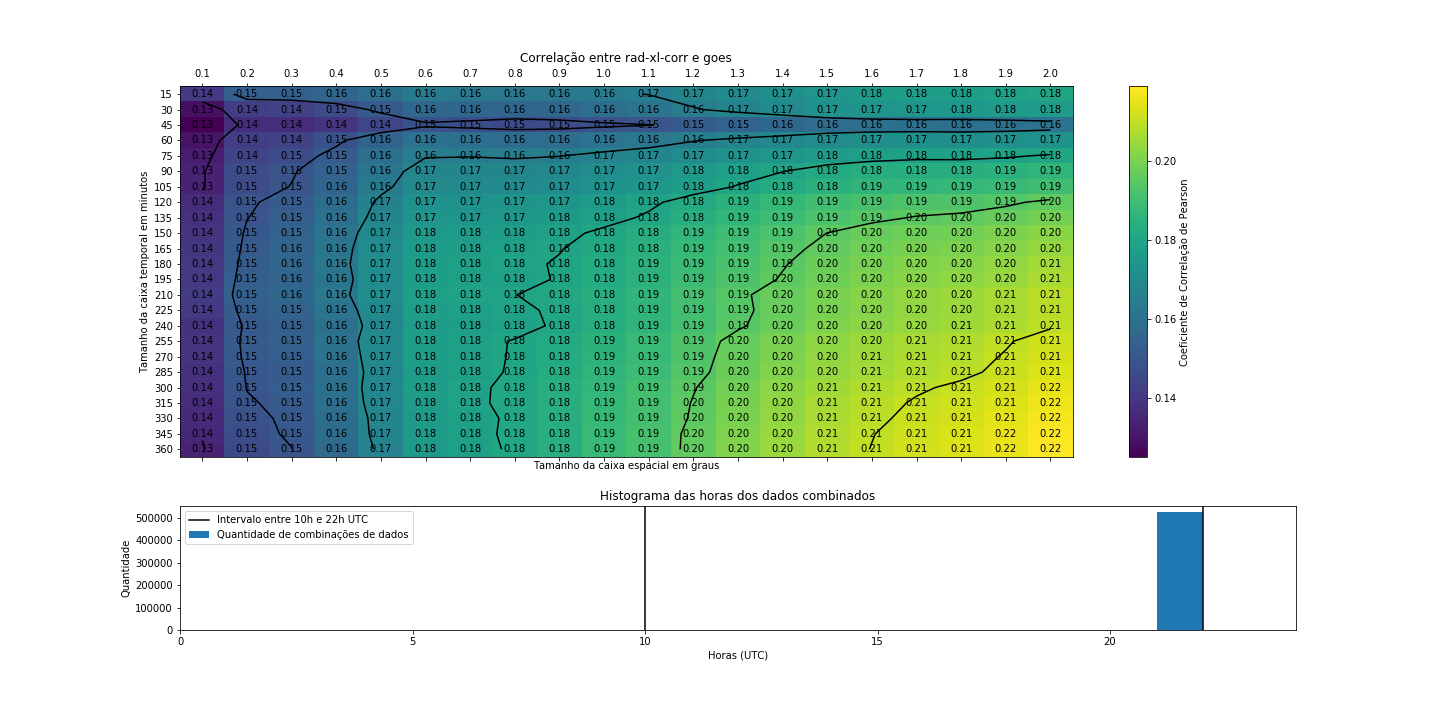 Correlação entre rad-xl-corr e goes
0.1 0.2 0.3 0.4 0.5 0.6 0.7 0.8 0.9 1.0 1.1 1.2 1.3 1.4 1.5 1.6 1.7 1.8 1.9 2.0
15 0.14 0.15 0.15 0.15 0.15 0.16 0.16 0.16 0.16 0.16 0.17 0.17 0.17 0.17 0.17 0.18 0.18 0.18 0.18 0.18
30 0.13 0.14 0.14 0.15 0.15 0.16 0.16 0.16 0.16 0.16 0.16 0.16 0.17 0.17 0.17 0.17 0.17 0.18 0.18 0.18
45 0.13 0.14 0.14 0.14 0.14 0.15 0.15 0.15 0.15 0.15 0.15 0.15 0.15 0.16 0.16 0.16 0.16 0.16 0.16 0.16
60 0.13 0.14 0.14 0.15 0.16 0.16 0.16 0.16 0.16 0.16 0.16 0.16 0.17 0.17 0.17 0.17 0.17 0.17 0.17 0.17
75 0.13 0.14 0.15 0.15 0.16 0.16 0.16 0.16 0.16 0.17 0.17 0.17 0.17 0.17 0.18 0.18 0.18 0.18 0.18 0.18
90 0.13 0.14 0.15 0.15 0.16 0.17 0.17 0.17 0.17 0.17 0.17 0.18 0.18 0.18 0.18 0.18 0.18 0.18 0.19 0.19
105 0.13 0.14 0.15 0.15 0.16 0.17 0.17 0.17 0.17 0.17 0.17 0.18 0.18 0.18 0.18 0.19 0.19 0.19 0.19 0.19
120 0.14 0.15 0.15 0.16 0.17 0.17 0.17 0.17 0.17 0.17 0.18 0.18 0.18 0.19 0.19 0.19 0.19 0.19 0.19 0.20
135 0.14 0.15 0.15 0.16 0.17 0.17 0.17 0.17 0.18 0.18 0.18 0.18 0.19 0.19 0.19 0.19 0.20 0.20 0.20 0.20
150 0.14 0.15 0.15 0.16 0.17 0.18 0.18 0.18 0.18 0.18 0.18 0.19 0.19 0.19 0.20 0.20 0.20 0.20 0.20 0.20
165 0.14 0.15 0.15 0.16 0.17 0.18 0.18 0.18 0.18 0.18 0.18 0.19 0.19 0.19 0.20 0.20 0.20 0.20 0.20 0.20
180 0.14 0.15 0.15 0.16 0.17 0.18 0.18 0.18 0.18 0.18 0.19 0.19 0.19 0.19 0.20 0.20 0.20 0.20 0.20 0.21
195 0.14 0.15 0.15 0.16 0.17 0.18 0.18 0.18 0.18 0.18 0.19 0.19 0.19 0.20 0.20 0.20 0.20 0.20 0.20 0.21
210 0.14 0.15 0.16 0.16 0.17 0.18 0.18 0.18 0.18 0.18 0.19 0.19 0.19 0.20 0.20 0.20 0.20 0.20 0.21 0.21
225 0.14 0.15 0.15 0.16 0.17 0.18 0.18 0.18 0.18 0.18 0.19 0.19 0.19 0.20 0.20 0.20 0.20 0.20 0.21 0.21
240 0.14 0.15 0.15 0.16 0.17 0.18 0.18 0.18 0.18 0.18 0.19 0.19 0.19 0.20 0.20 0.20 0.20 0.21 0.21 0.21
255 0.14 0.15 0.15 0.16 0.17 0.18 0.18 0.18 0.18 0.18 0.19 0.19 0.20 0.20 0.20 0.20 0.21 0.21 0.21 0.21
270 0.14 0.15 0.15 0.16 0.17 0.18 0.18 0.18 0.18 0.18 0.19 0.19 0.20 0.20 0.20 0.21 0.21 0.21 0.21 0.21
285 0.14 0.15 0.15 0.16 0.17 0.18 0.18 0.18 0.18 0.18 0.19 0.19 0.20 0.20 0.20 0.21 0.21 0.21 0.21 0.21
300 0.14 0.15 0.15 0.16 0.17 0.18 0.18 0.18 0.18 0.18 0.19 0.19 0.20 0.20 0.21 0.21 0.21 0.21 0.21 0.22
315 0.14 0.15 0.15 0.16 0.17 0.18 0.18 0.18 0.18 0.19 0.19 0.20 0.20 0.20 0.21 0.21 0.21 0.21 0.21 0.22
330 0.14 0.15 0.15 0.16 0.17 0.18 0.18 0.18 0.18 0.19 0.19 0.20 0.20 0.20 0.21 0.21 0.21 0.21 0.22 0.22
345 0.14 0.15 0.15 0.16 0.17 0.18 0.18 0.18 0.18 0.19 0.19 0.20 0.20 0.20 0.21 0.21 0.21 0.21 0.22 0.22
360 0.13 0.15 0.15 0.16 0.17 0.18 0.18 0.18 0.18 0.19 0.19 0.20 0.20 0.20 0.21 0.21 0.21 0.21 0.22 0.22
Tamanho da caixa temporal em minutos
Tamanho da caixa espacial em graus
0.20
0.18
0.16
0.14
Coeficiente de Correlação de Pearson
Histograma das horas dos dados combinados
Intervalo entre 10h e 22h UTC
Quantidade de combinações de dados
500000
400000
300000
200000
100000
0
Quantidade
0 5 10 15 20
Horas (UTC)